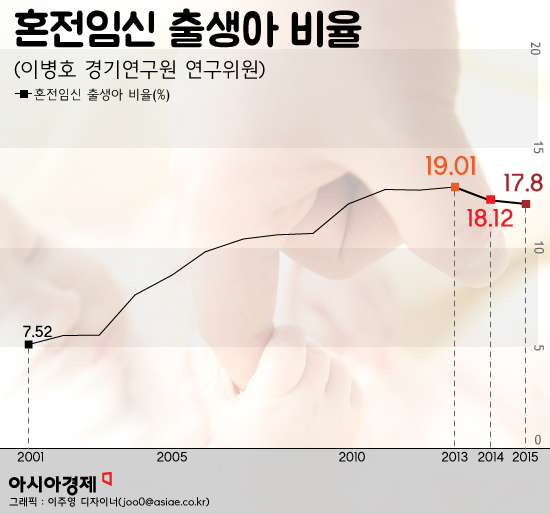 혼전임신 출생아 비율
(이병호 경기연구원 연구위원)
혼전임신 출생아 비율(%)
20
15
19.01
17.8
18.12
10
7.52
5
0
2001 2005 2010 2013 2014 2015
아시아경제
그래픽 : 이주영 디자이너(joo0@asiae.co.kr)